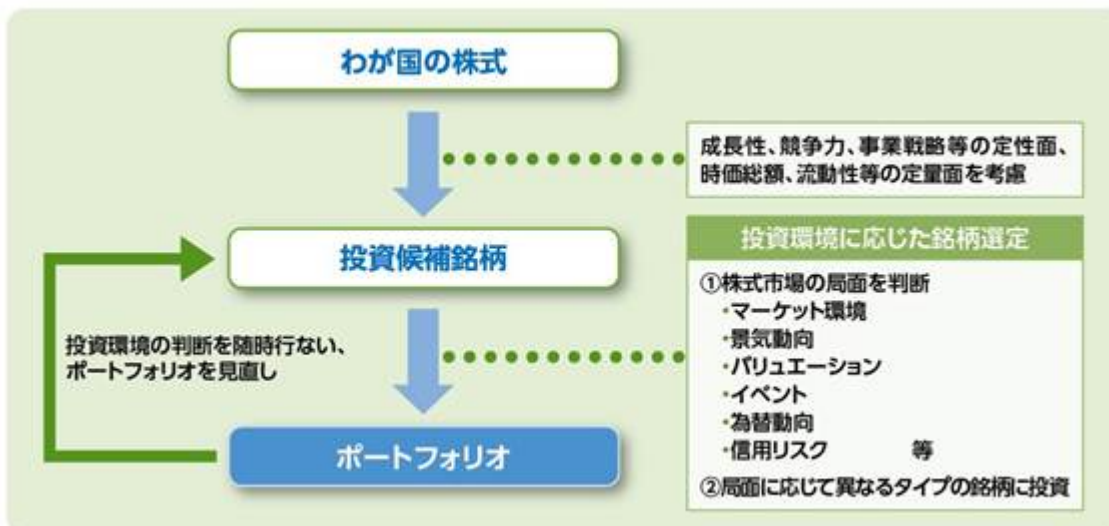 わが国の株式
成長性、競争力、事業戦略等の定性面、
時価総額、流動性等の定量面を考慮
投資候補銘柄
投資環境に応じた銘柄選定
①株式市場の局面を判断
・マーケット環境
・景気動向
・バリュエーション
・イベント
・為替動向
・信用リスク 等
②局面に応じて異なるタイプの銘柄に投資
投資環境の判断を随時行ない、
ポートフォリオを見直し
ポートフォリオ